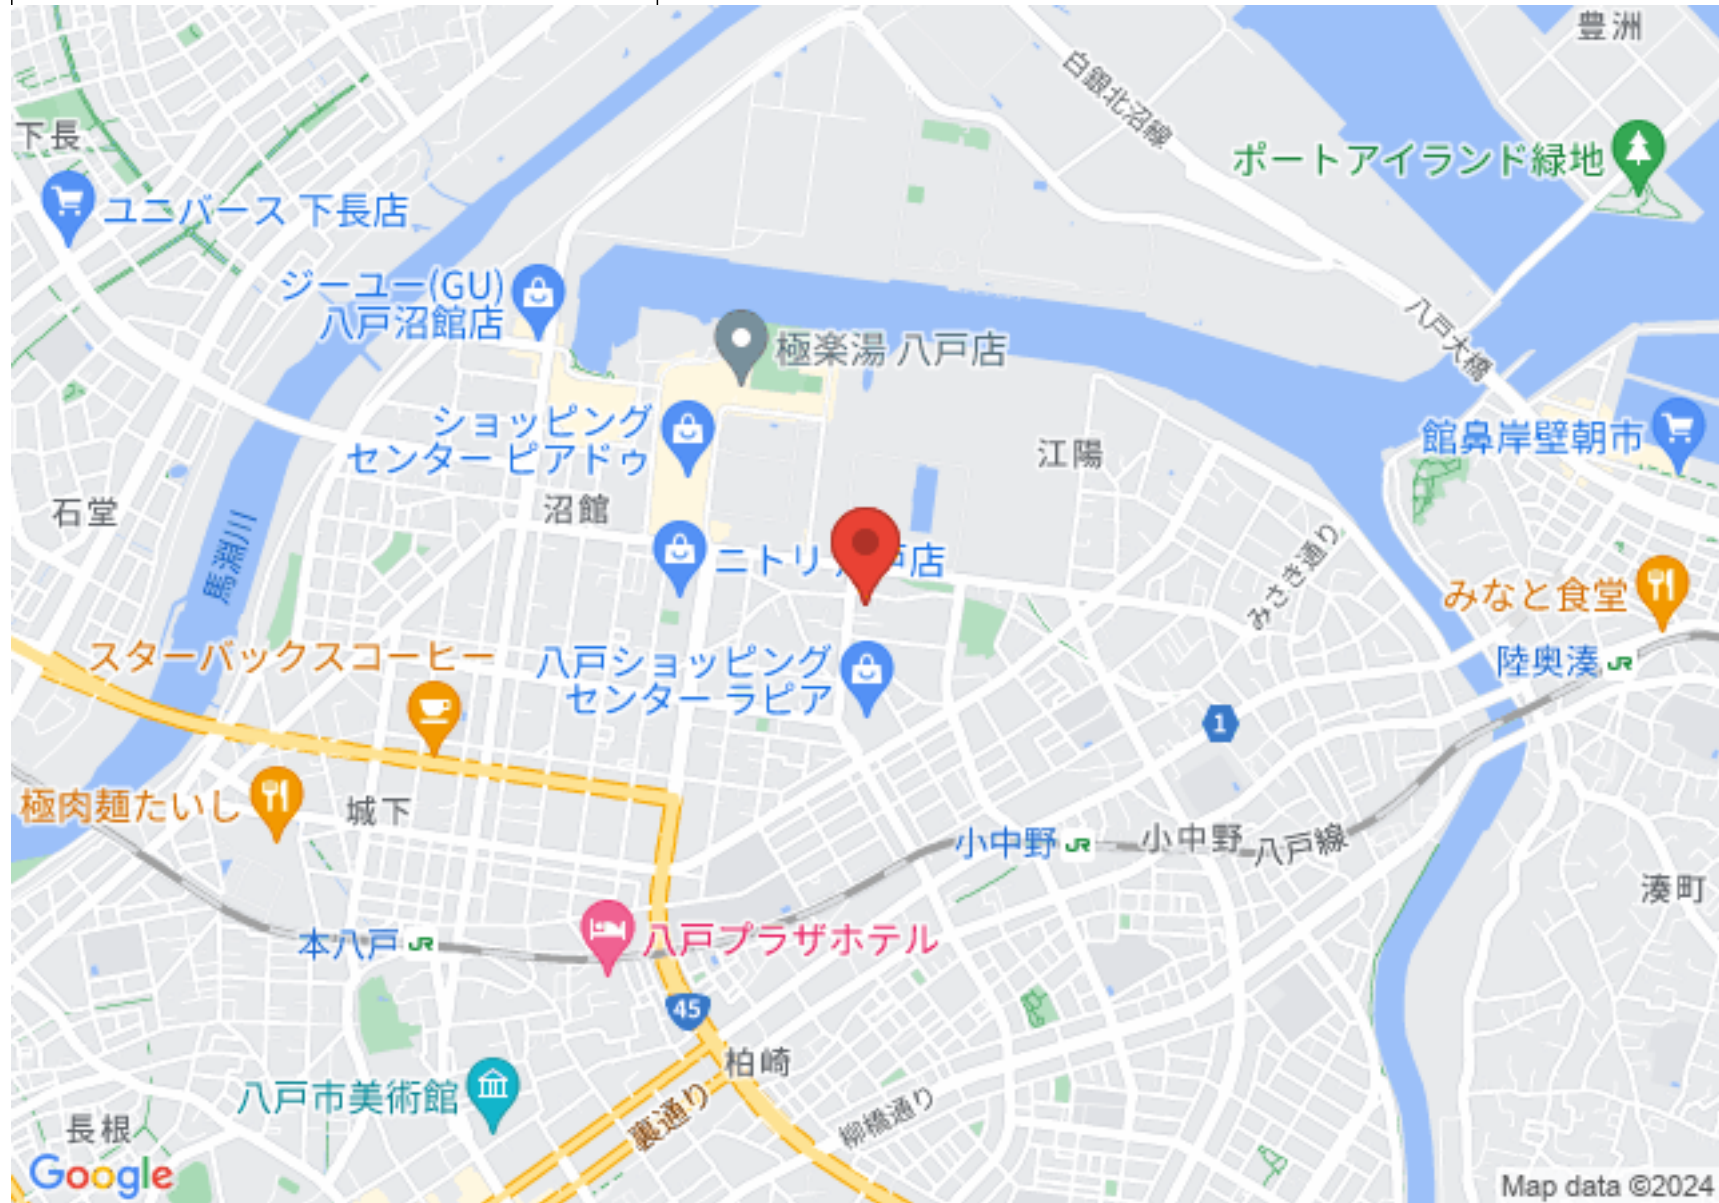 豊洲
白銀北沼線
下長
ポートアイランド緑地
ユニバース 下長店
ジーユー(GU)
八戸沼館店
八戸大橋
極楽湯 八戸店
ショッピング
センター ピアドゥ
館鼻岸壁朝市
江陽
石堂
沼館
馬淵川
ニトリ 戸店
みさき通り
みなと食堂
スターバックスコーヒー
八戸ショッピング
センター ラピア
陸奥湊 JR
1
極肉麺たいし
城下
小中野 JR
小中野
八戸線
湊町
本八戸 JR
八戸プラザホテル
45
柏崎
八戸市美術館
裏通り
柳橋通り
長根
Google
Map data ©2024